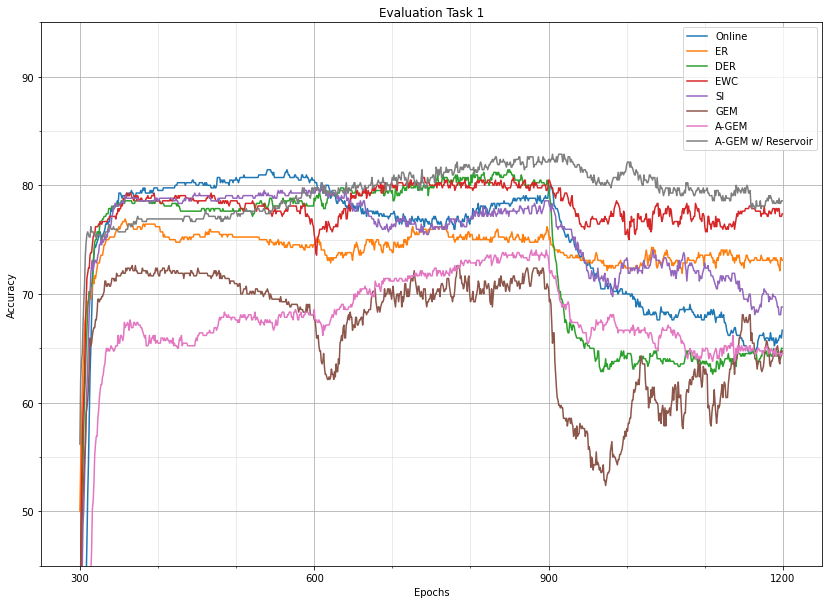 Evaluation Task 1
Online
ER
DER
EWC
SI
GEM
A-GEM
A-GEM w/ Reservoir
Accuracy
90
80
70
60
50
300
600
900
1200
Epochs